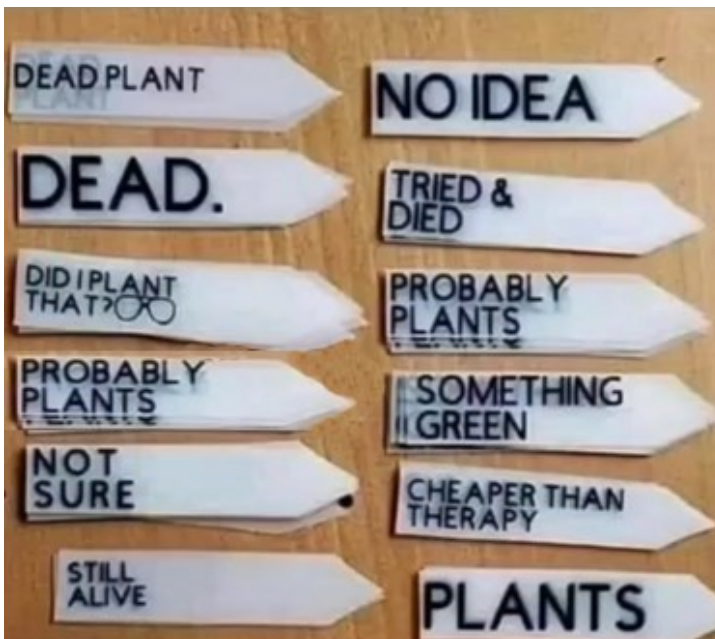 DEAD PLANT
DEAD.
DID I PLANT
THAT?
PROBABLY
PLANTS
NOT
SURE
STILL
ALIVE
NO IDEA
TRIED &
DIED
PROBABLY
PLANTS
SOMETHING
GREEN
CHEAPER THAN
THERAPY
PLANTS